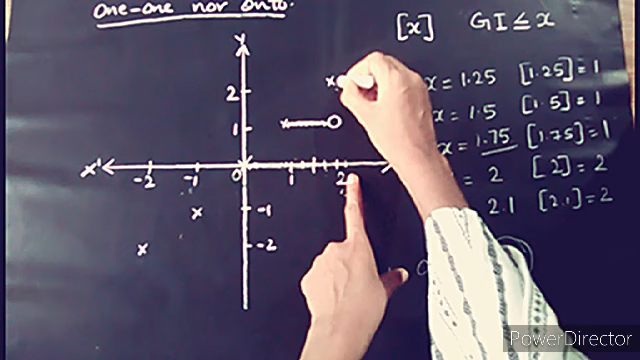 one-one nor onto.
[x] GI ≤ x
Y
x = 1.25 [1.25] = 1
2
x = 1.5 [1.5] = 1
1
x = 1.75 [1.75] = 1
X' -2 -1 0 1 2
= 2 [2] = 2
-1
2.1 [2.1] = 2
-2
PowerDirector